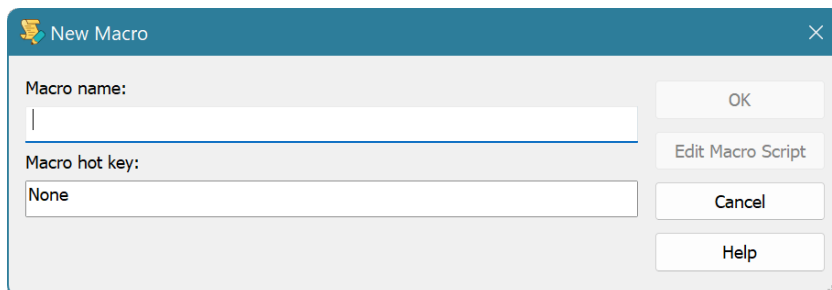 New Macro
Macro name:
OK
Edit Macro Script
Macro hot key:
None
Cancel
Help